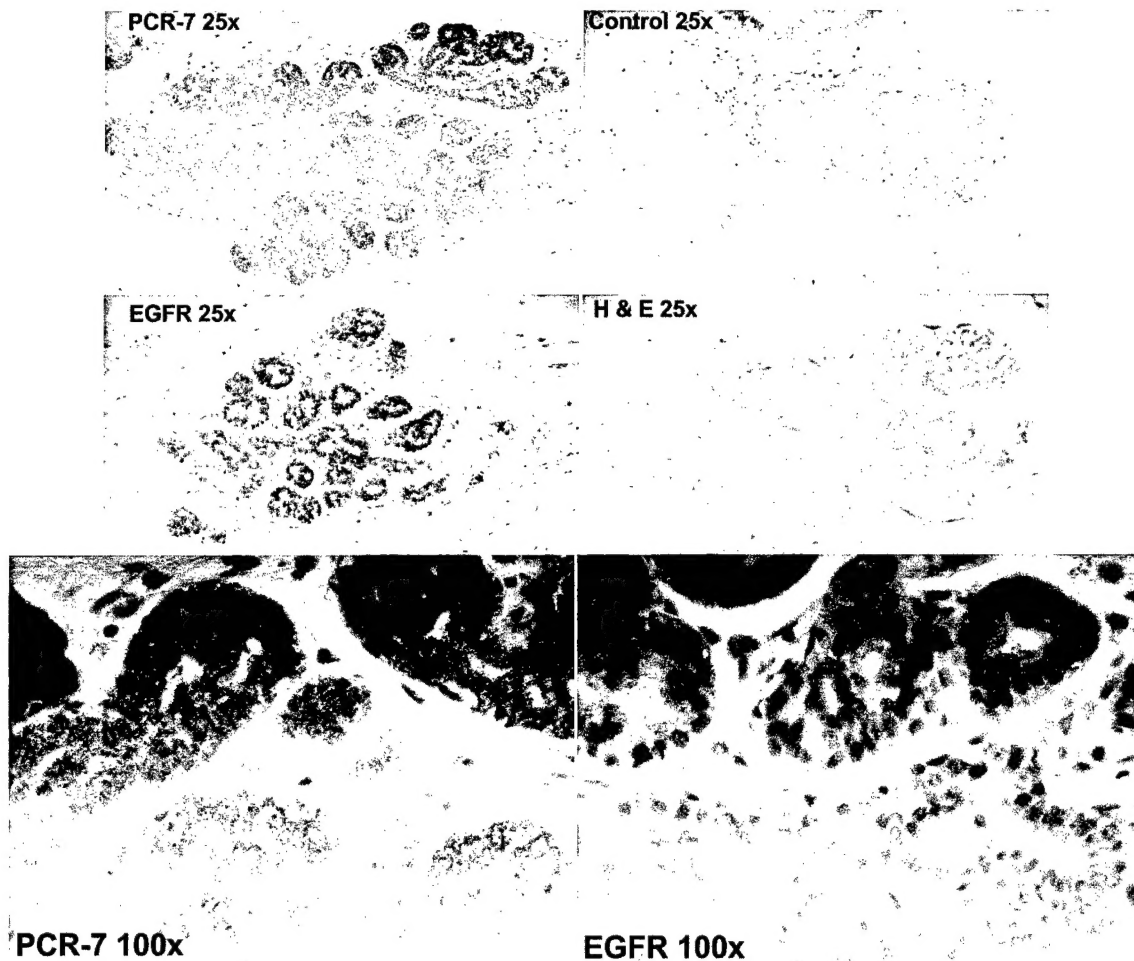 PCR-7 25x
Control 25x
EGFR 25x
H & E 25x
PCR-7 100x
EGFR 100x